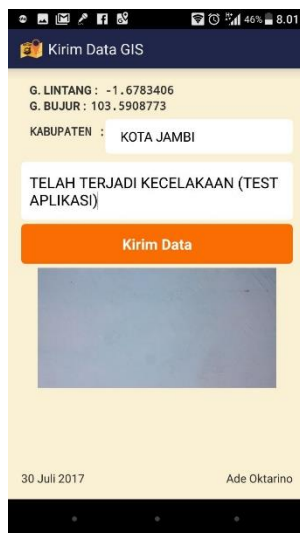 46% 8.01
Kirim Data GIS
G. LINTANG : -1.6783406
G. BUJUR : 103.5908773
KABUPATEN : KOTA JAMBI
TELAH TERJADI KECELAKAAN (TEST
APLIKASI)
Kirim Data
30 Juli 2017 Ade Oktarino